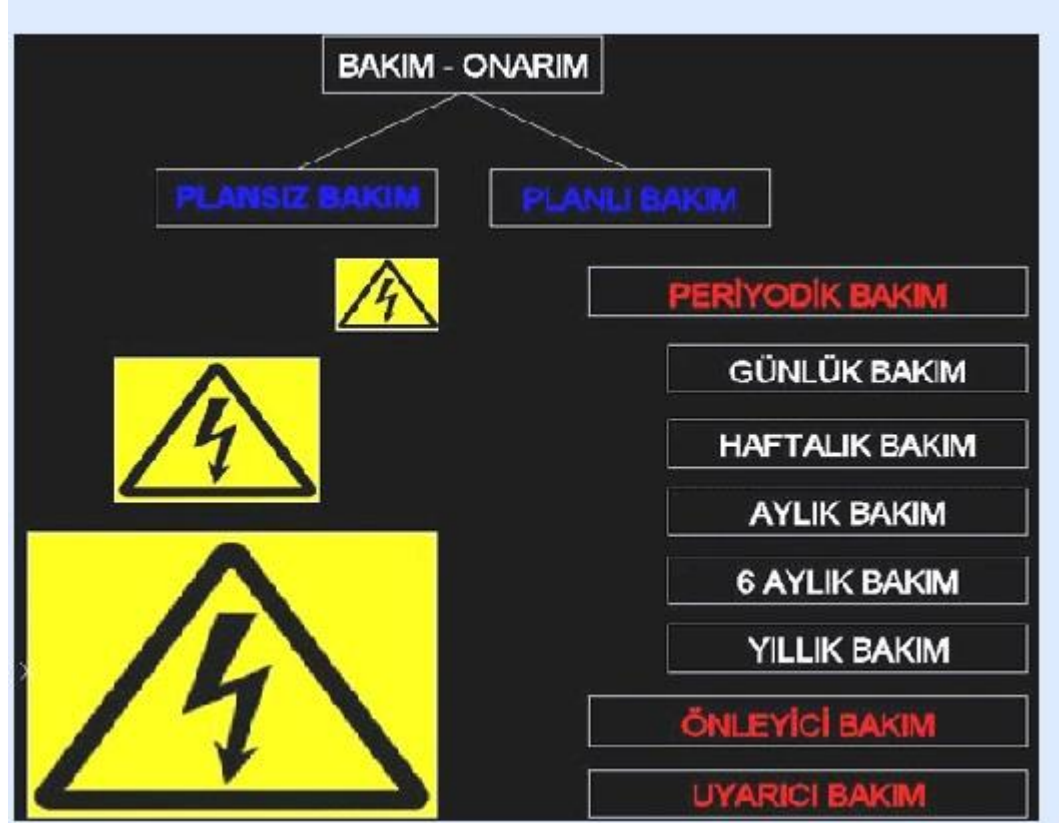 BAKIM - ONARIM
PLANSIZ BAKIM
PLANLI BAKIM
PERİYODİK BAKIM
GÜNLÜK BAKIM
HAFTALIK BAKIM
AYLIK BAKIM
6 AYLIK BAKIM
YILLIK BAKIM
ÖNLEYİCİ BAKIM
UYARICI BAKIM